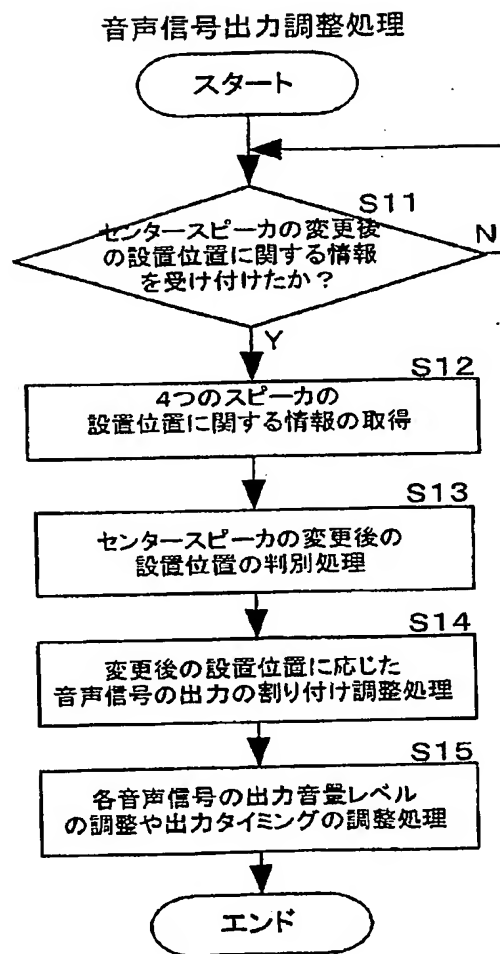 音声信号出力調整処理
スタート
S11
センタースピーカの変更後
の設置位置に関する情報
を受け付けたか？
N
Y
S12
4つのスピーカの
設置位置に関する情報の取得
S13
センタースピーカの変更後の
設置位置の判別処理
S14
変更後の設置位置に応じた
音声信号の出力の割り付け調整処理
S15
各音声信号の出力音量レベル
の調整や出力タイミングの調整処理
エンド